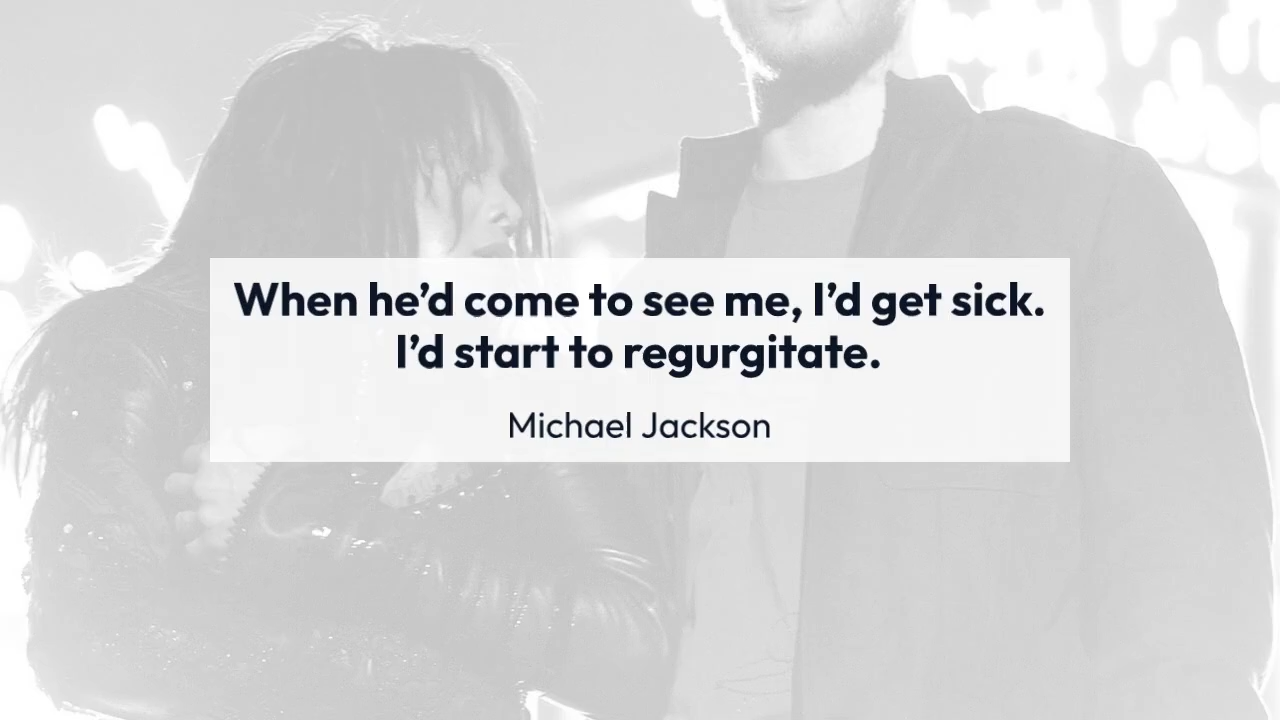 When he’d come to see me, I’d get sick.
I’d start to regurgitate.
Michael Jackson